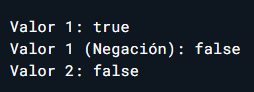 Valor 1: true
Valor 1 (Negación): false
Valor 2: false